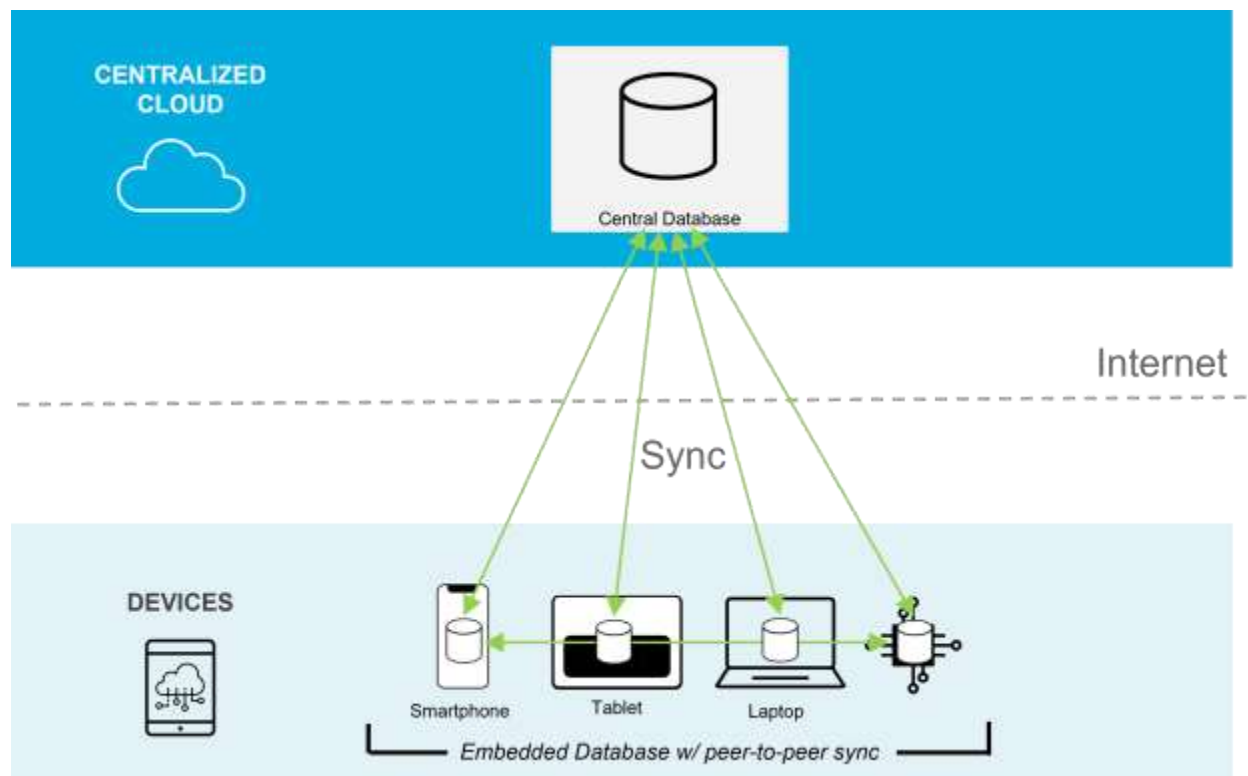 CENTRALIZED
CLOUD
Central Database
Internet
Sync
DEVICES
Smartphone
Tablet
Laptop
Embedded Database w/ peer-to-peer sync